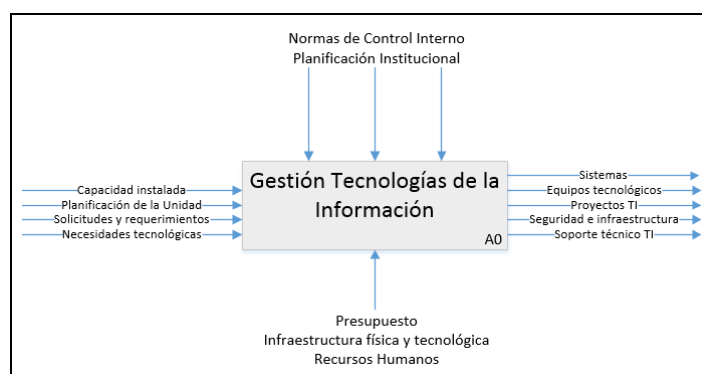 Normas de Control Interno
Planificación Institucional
Capacidad instalada
Planificación de la Unidad
Solicitudes y requerimientos
Necesidades tecnológicas
Gestión Tecnologías de la
Información
A0
Sistemas
Equipos tecnológicos
Proyectos TI
Seguridad e infraestructura
Soporte técnico TI
Presupuesto
Infraestructura física y tecnológica
Recursos Humanos